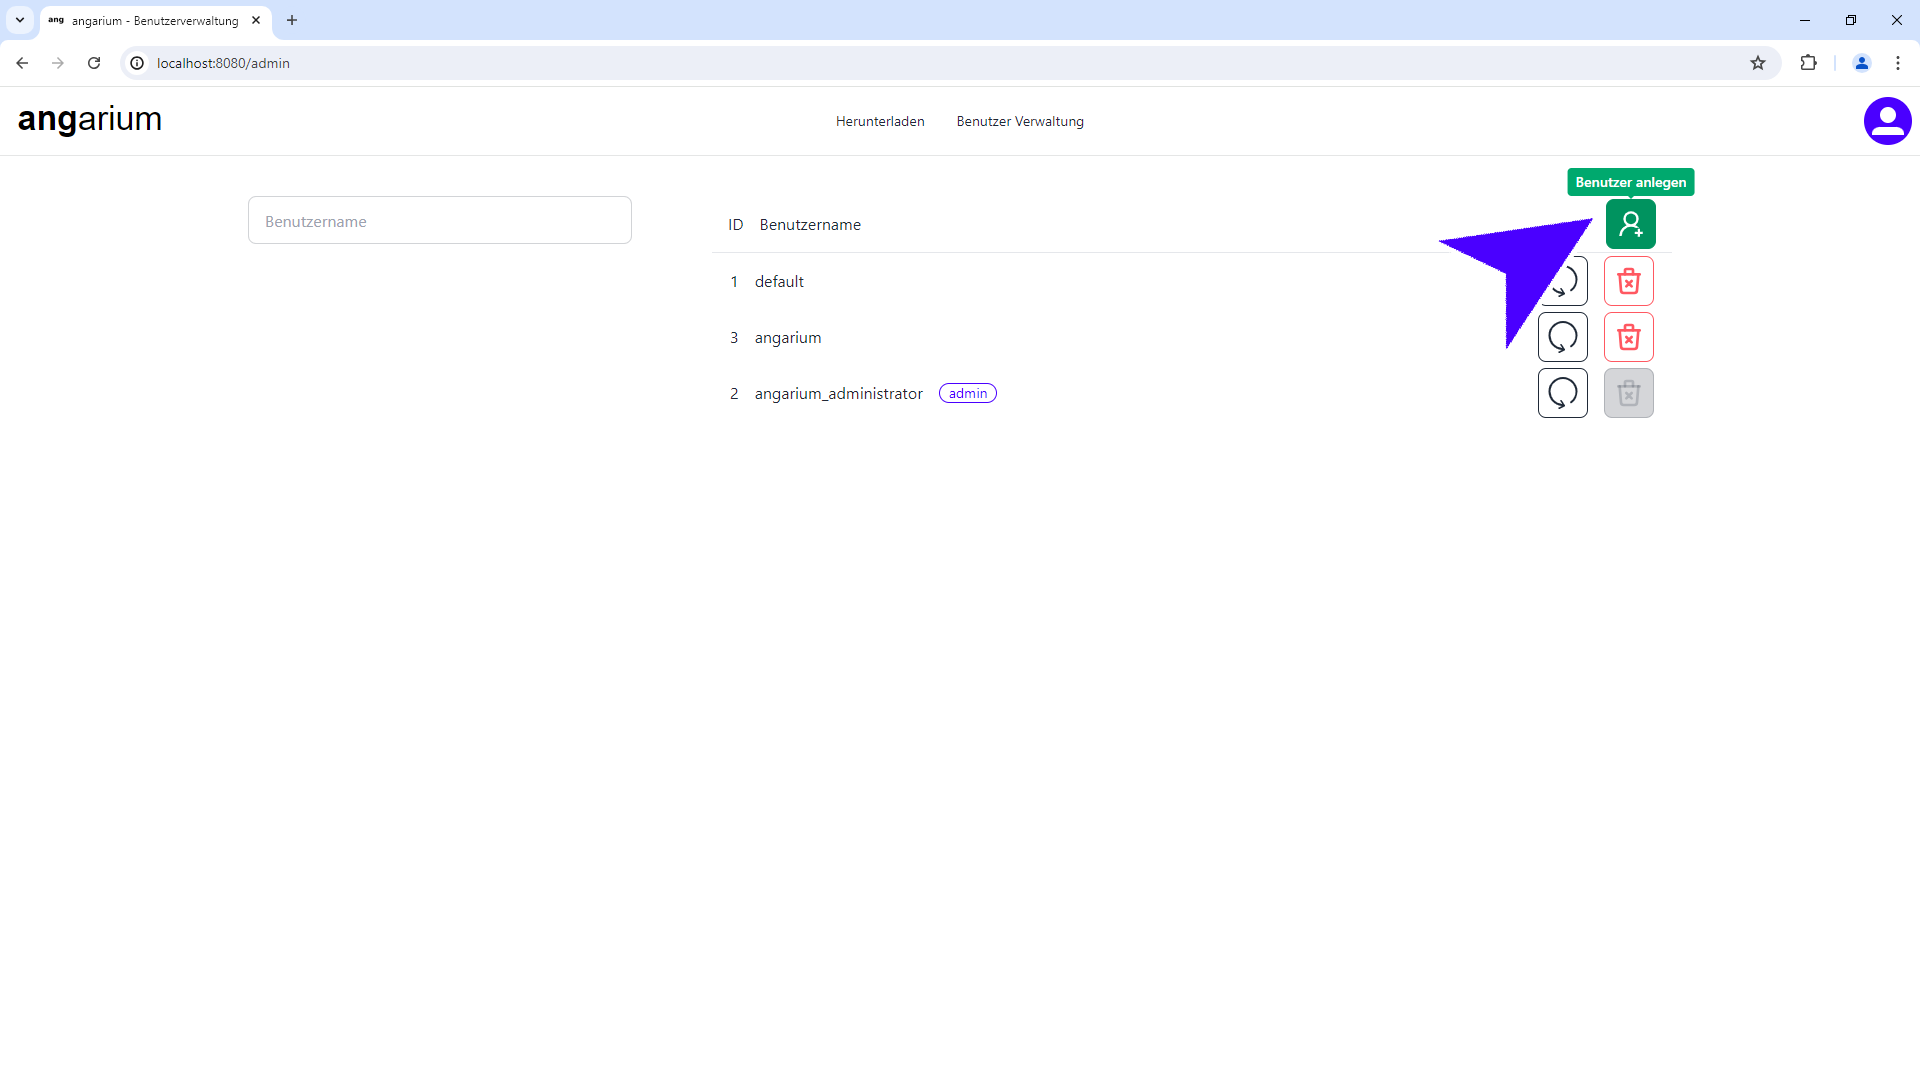 ang angarium - Benutzerverwaltung
localhost:8080/admin
angarium
Herunterladen Benutzer Verwaltung
Benutzer anlegen
Benutzername
ID Benutzername
1 default
3 angarium
2 angarium_administrator admin